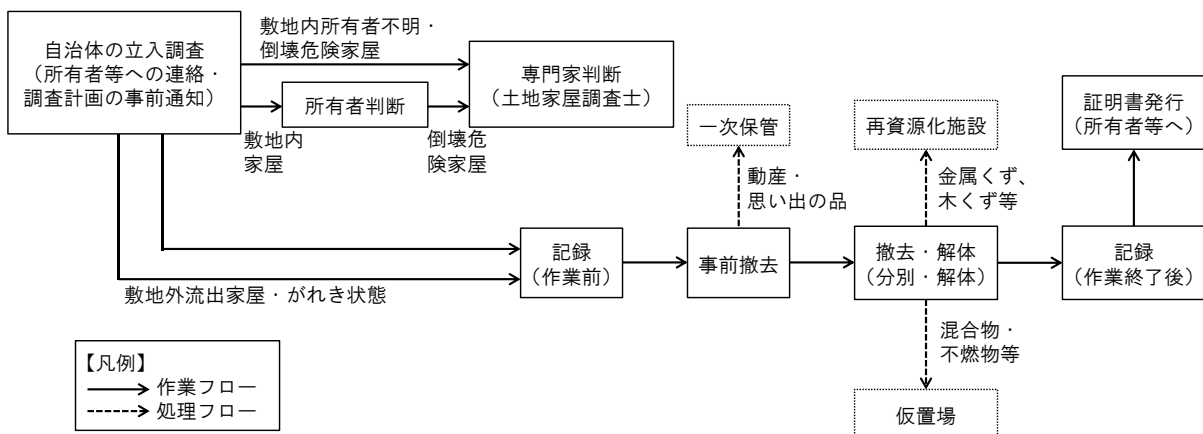 自治体の立入調査
（所有者等への連絡・
調査計画の事前通知）
敷地内所有者不明・
倒壊危険家屋
所有者判断
敷地内
家屋
倒壊危
険家屋
専門家判断
（土地家屋調査士）
敷地外流出家屋・がれき状態
記録
（作業前）
一次保管
動産・
思い出の品
事前撤去
再資源化施設
金属くず、
木くず等
撤去・解体
（分別・解体）
混合物・
不燃物等
仮置場
証明書発行
（所有者等へ）
記録
（作業終了後）
【凡例】
作業フロー
処理フロー